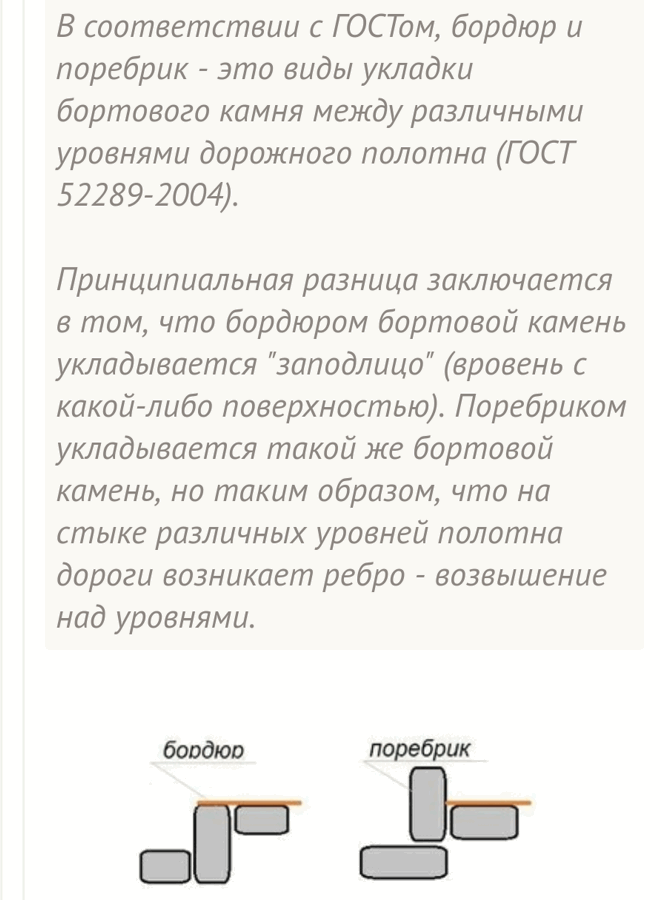 В соответствии с ГОСТом, бордюр и
поребрик - это виды укладки
бортового камня между различными
уровнями дорожного полотна (ГОСТ
52289-2004).
Принципиальная разница заключается
в том, что бордюром бортовой камень
укладывается "заподлицо" (вровень с
какой-либо поверхностью). Поребриком
укладывается такой же бортовой
камень, но таким образом, что на
стыке различных уровней полотна
дороги возникает ребро - возвышение
над уровнями.
бордюр
поребрик